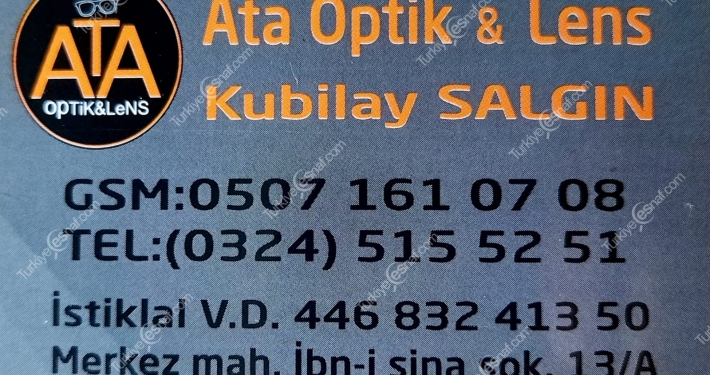 ATA
OPTiK&LeNS
Ata Optik & Lens
Kubilay SALGIN
GSM:0507 161 07 08
TEL:(0324) 515 52 51
İstiklal V.D. 446 832 413 50
Merkez mah. İbn-i sina sok. 13/A